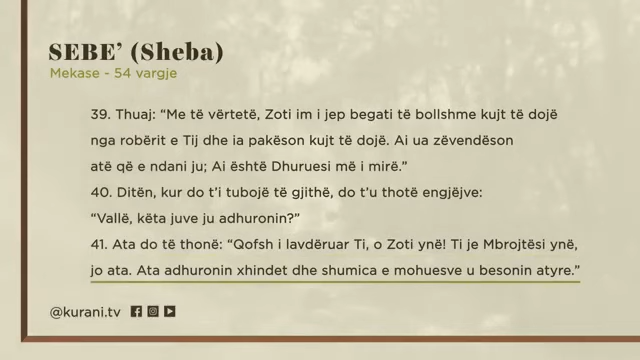 SEBE’ (Sheba)
Mekase - 54 vargje
39. Thuaj: “Me të vërtetë, Zoti im i jep begati të bollshme kujt të dojë
nga robërit e Tij dhe ia pakëson kujt të dojë. Ai ua zëvendëson
atë që e ndani ju; Ai është Dhuruesi më i mirë.”
40. Ditën, kur do t’i tubojë të gjithë, do t’u thotë engjëjve:
“Vallë, këta juve ju adhuronin?”
41. Ata do të thonë: “Qofsh i lavdëruar Ti, o Zoti ynë! Ti je Mbrojtësi ynë,
jo ata. Ata adhuronin xhindet dhe shumica e mohuesve u besonin atyre.”
@kurani.tv